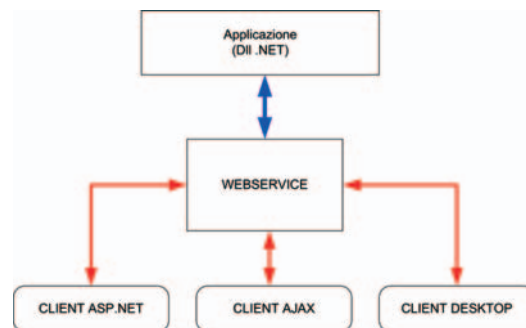 Applicazione
(Dll .NET)
WEBSERVICE
CLIENT ASP.NET
CLIENT AJAX
CLIENT DESKTOP